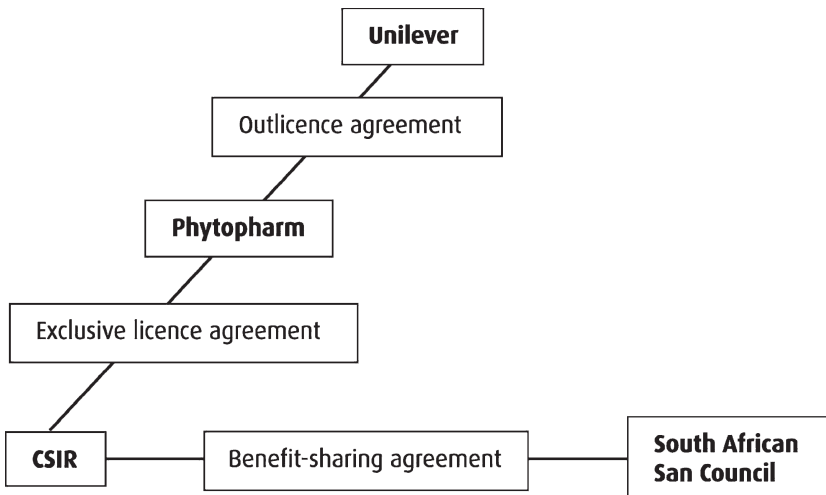 Unilever
Outlicence agreement
Phytopharm
Exclusive licence agreement
CSIR
Benefit-sharing agreement
South African
San Council